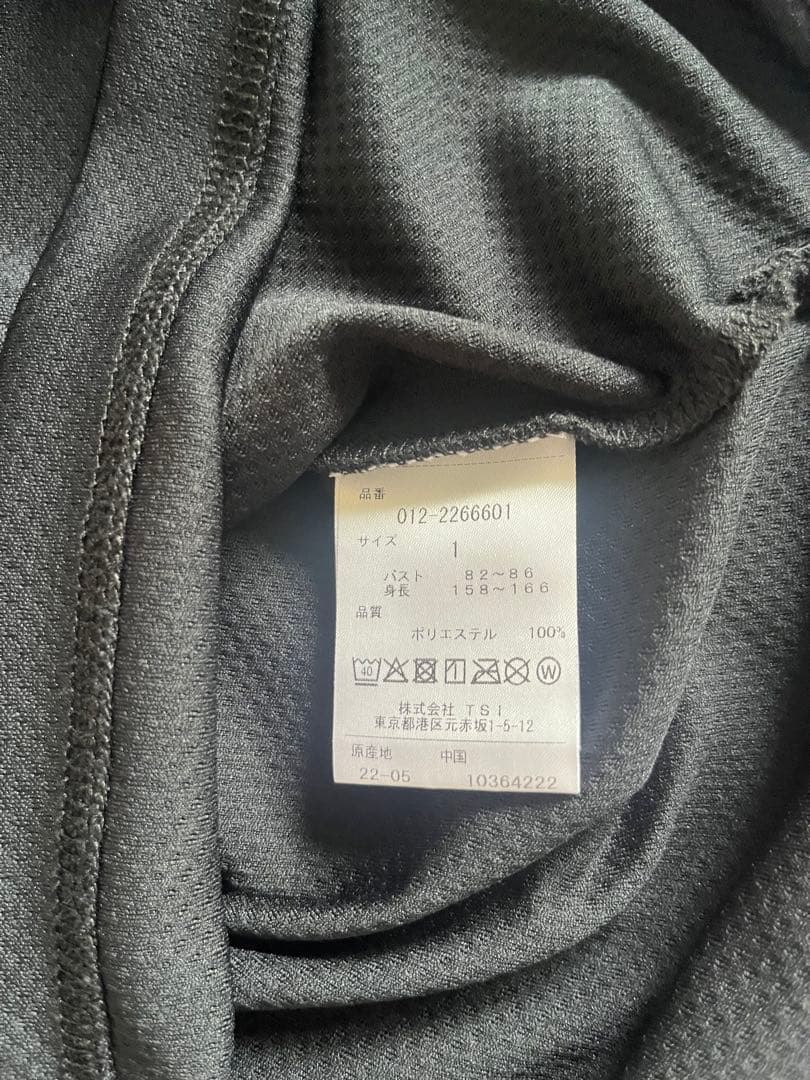 品番
012-2266601
サイズ
1
バスト 82～86
身長 158～166
品質
ポリエステル 100%
40 W
株式会社 TSI
東京都港区元赤坂1-5-12
原産地 中国
22-05 10364222